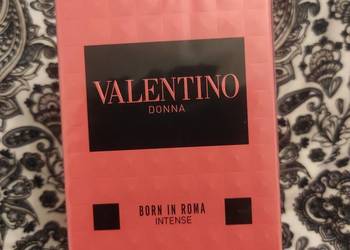 VALENTINO
DONNA
BORN IN ROMA
INTENSE